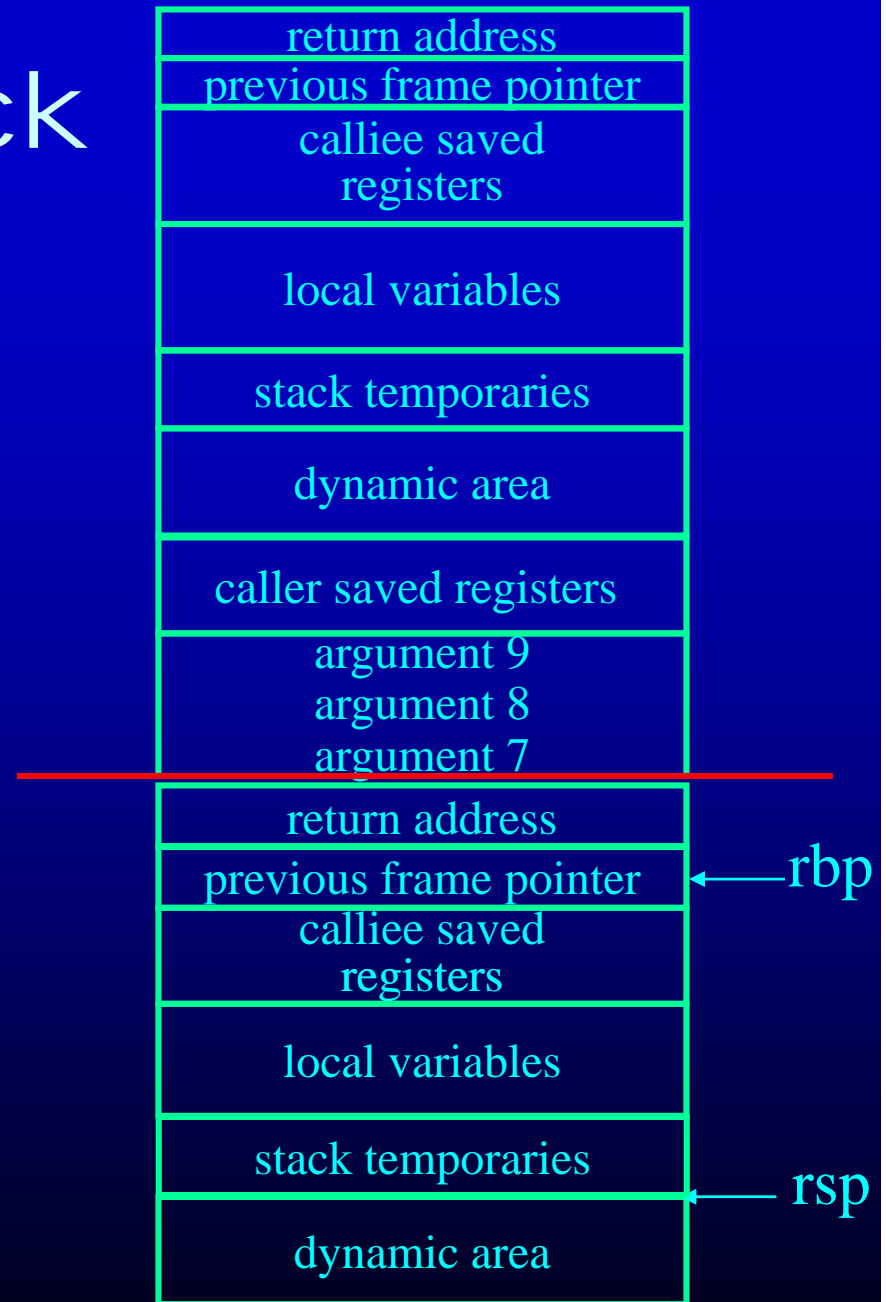 return address
previous frame pointer
calliee saved
registers
local variables
stack temporaries
dynamic area
caller saved registers
argument 9
argument 8
argument 7
return address
previous frame pointer
rbp
calliee saved
registers
local variables
stack temporaries
rsp
dynamic area